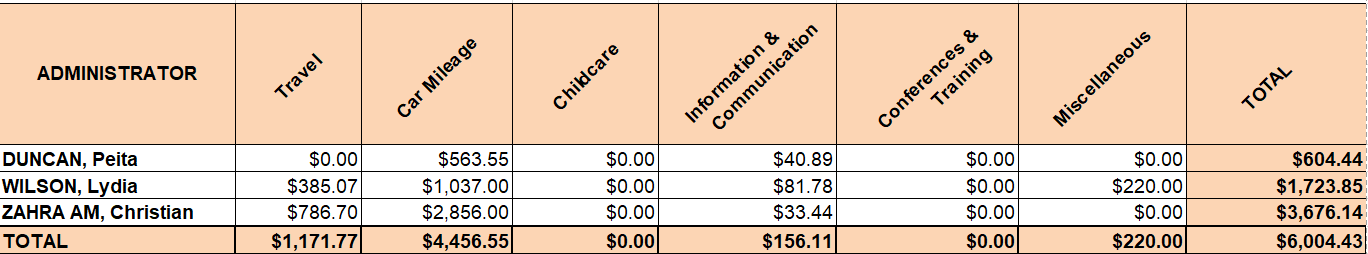 ADMINISTRATOR Travel Car Mileage Childcare Information & Communication Conferences & Training Miscellaneous TOTAL
DUNCAN, Peita $0.00 $563.55 $0.00 $40.89 $0.00 $0.00 $604.44
WILSON, Lydia $385.07 $1,037.00 $0.00 $81.78 $0.00 $220.00 $1,723.85
ZAHRA AM, Christian $786.70 $2,856.00 $0.00 $33.44 $0.00 $0.00 $3,676.14
TOTAL $1,171.77 $4,456.55 $0.00 $156.11 $0.00 $220.00 $6,004.43